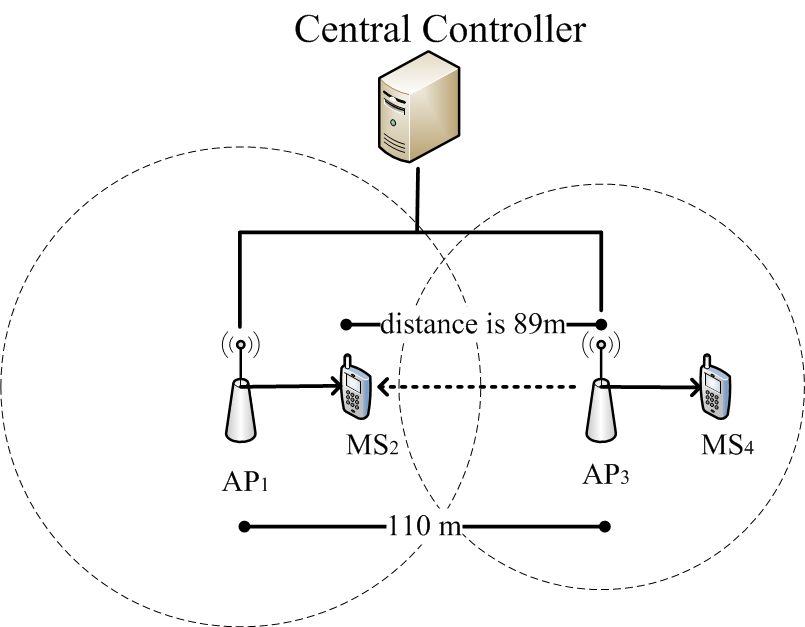 Central Controller
distance is 89m
MS2
MS4
AP1
AP3
110 m